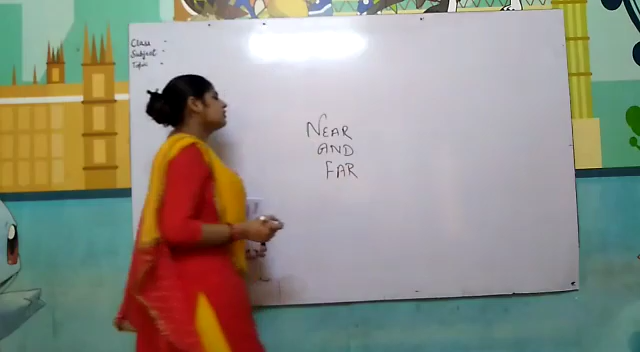 Class -
Subject -
Topic -
NEAR
AND
FAR